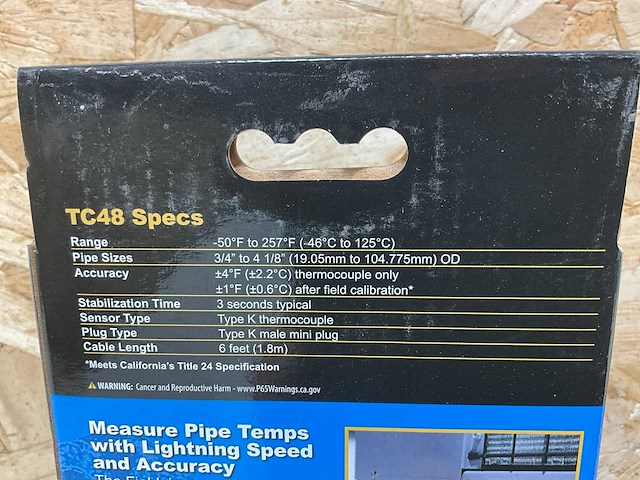 TC48 Specs
Range -50°F to 257°F (-46°C to 125°C)
Pipe Sizes 3/4" to 4 1/8" (19.05mm to 104.775mm) OD
Accuracy ±4°F (±2.2°C) thermocouple only
±1°F (±0.6°C) after field calibration*
Stabilization Time 3 seconds typical
Sensor Type Type K thermocouple
Plug Type Type K male mini plug
Cable Length 6 feet (1.8m)
*Meets California's Title 24 Specification
WARNING: Cancer and Reproductive Harm - www.P65Warnings.ca.gov
Measure Pipe Temps
with Lightning Speed
and Accuracy
The